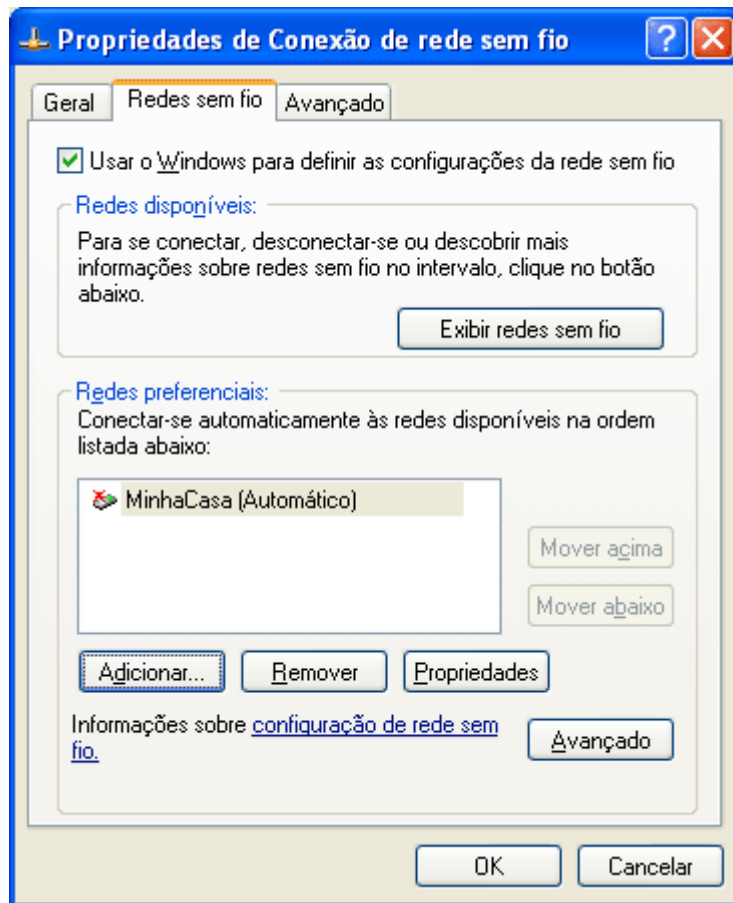 Propriedades de Conexão de rede sem fio
Geral
Redes sem fio
Avançado
Usar o Windows para definir as configurações da rede sem fio
Redes disponíveis:
Para se conectar, desconectar-se ou descobrir mais
informações sobre redes sem fio no intervalo, clique no botão
abaixo.
Exibir redes sem fio
Redes preferenciais:
Conectar-se automaticamente às redes disponíveis na ordem
listada abaixo:
MinhaCasa (Automático)
Mover acima
Mover abaixo
Adicionar...
Remover
Propriedades
Informações sobre configuração de rede sem
fio.
Avançado
OK
Cancelar